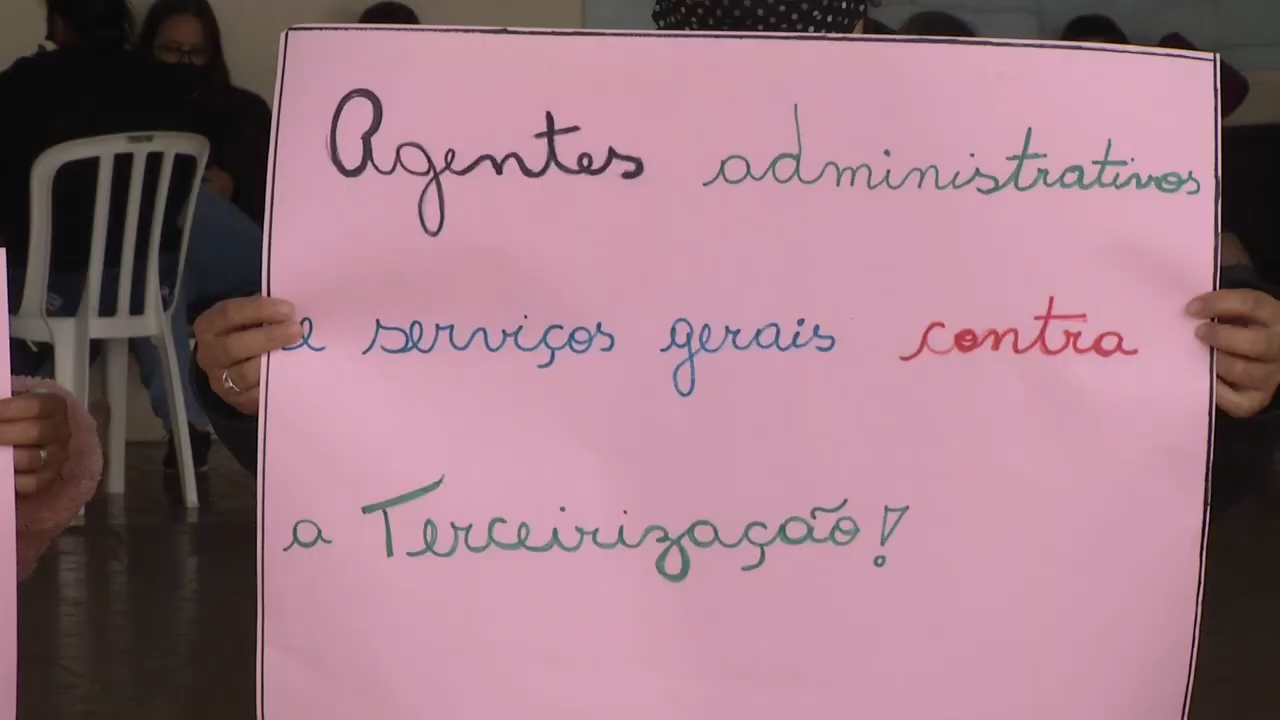 Agentes administrativos
e serviços gerais contra
a Terceirização!